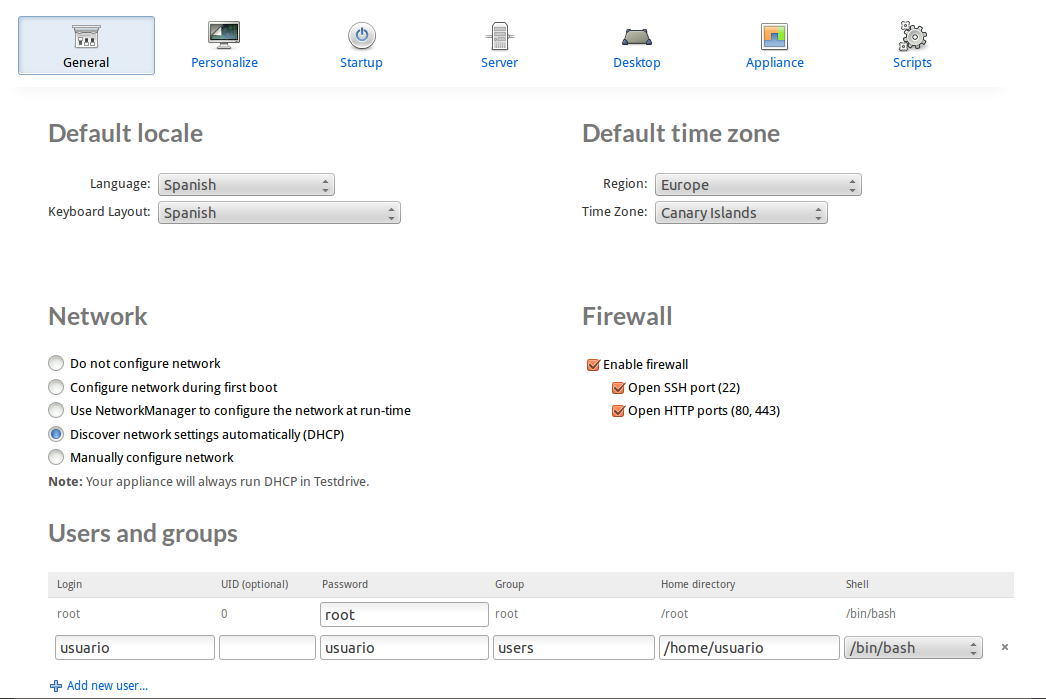 General Personalize Startup Server Desktop Appliance Scripts
Default locale
Language: Spanish
Keyboard Layout: Spanish
Default time zone
Region: Europe
Time Zone: Canary Islands
Network
Do not configure network
Configure network during first boot
Use NetworkManager to configure the network at run-time
Discover network settings automatically (DHCP)
Manually configure network
Note: Your appliance will always run DHCP in Testdrive.
Firewall
Enable firewall
Open SSH port (22)
Open HTTP ports (80, 443)
Users and groups
Login UID (optional) Password Group Home directory Shell
root 0 root root /root /bin/bash
usuario usuario users /home/usuario /bin/bash ×
Add new user...